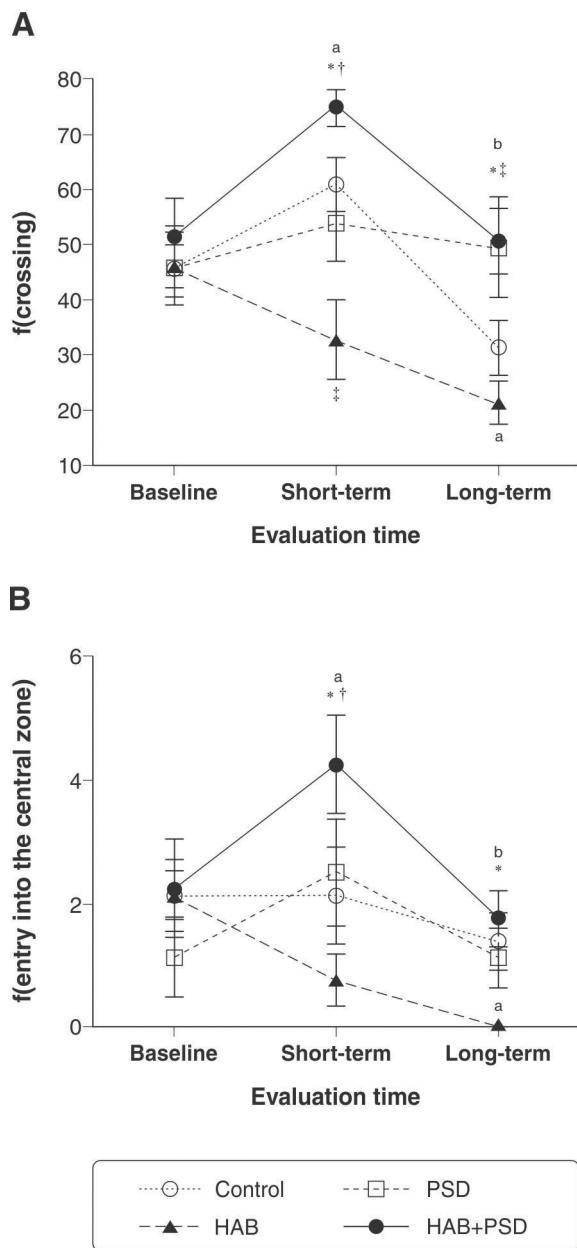 A
80
70
60
50
40
30
20
10
f(crossing)
a
*†
b
*‡
‡
a
Baseline Short-term Long-term
Evaluation time
B
6
4
2
0
f(entry into the central zone)
a
*†
b
*
a
Baseline Short-term Long-term
Evaluation time
Control PSD
HAB HAB+PSD